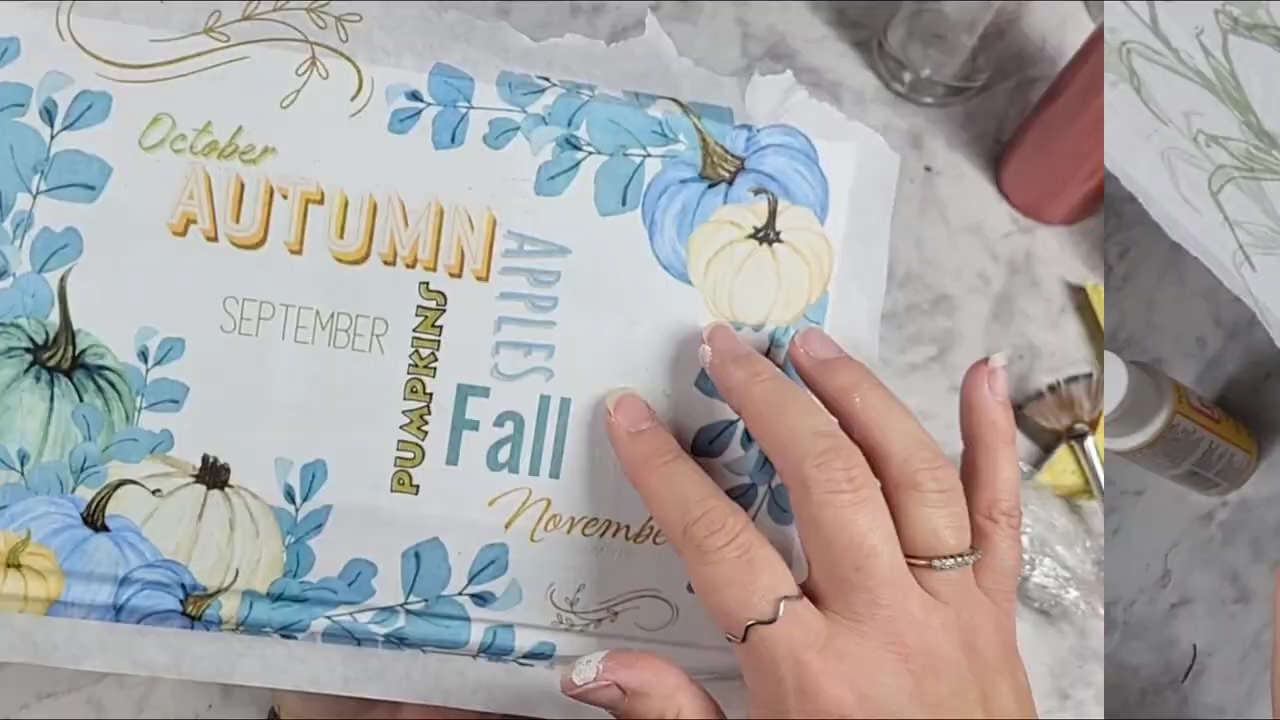 October
AUTUMN
APPLES
SEPTEMBER
PUMPKINS
Fall
Novembe